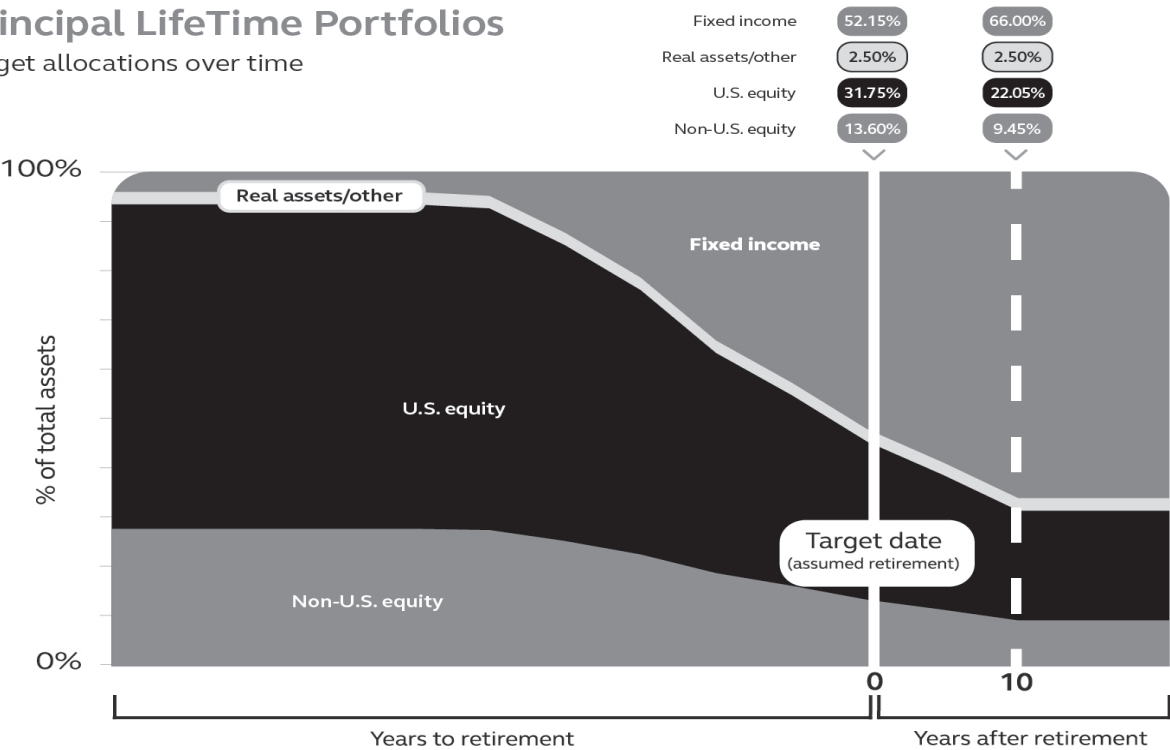 incipal LifeTime Portfolios
get allocations over time
Fixed income 52.15% 66.00%
Real assets/other 2.50% 2.50%
U.S. equity 31.75% 22.05%
Non-U.S. equity 13.60% 9.45%
100%
Real assets/other
Fixed income
% of total assets
U.S. equity
Target date
(assumed retirement)
Non-U.S. equity
0%
0 10
Years to retirement Years after retirement